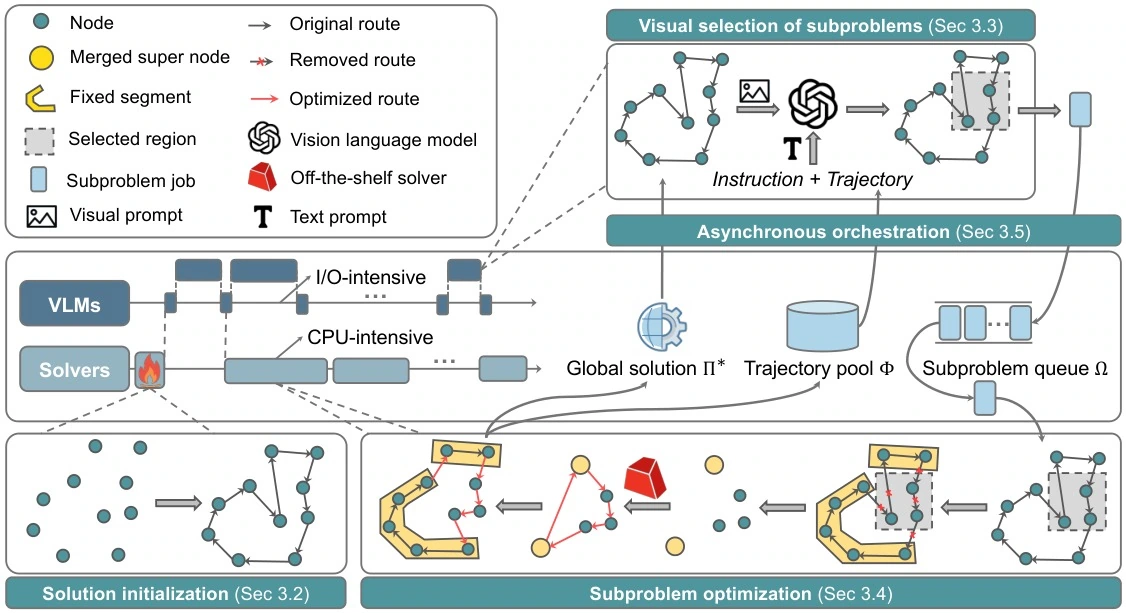 Node
Original route
Merged super node
Removed route
Fixed segment
Optimized route
Selected region
Vision language model
Subproblem job
Off-the-shelf solver
Visual prompt
T
Text prompt
Visual selection of subproblems (Sec 3.3)
T
Instruction + Trajectory
Asynchronous orchestration (Sec 3.5)
VLMs
I/O-intensive
...
Solvers
CPU-intensive
...
Global solution Π*
Trajectory pool Φ
...
Subproblem queue Ω
Solution initialization (Sec 3.2)
Subproblem optimization (Sec 3.4)